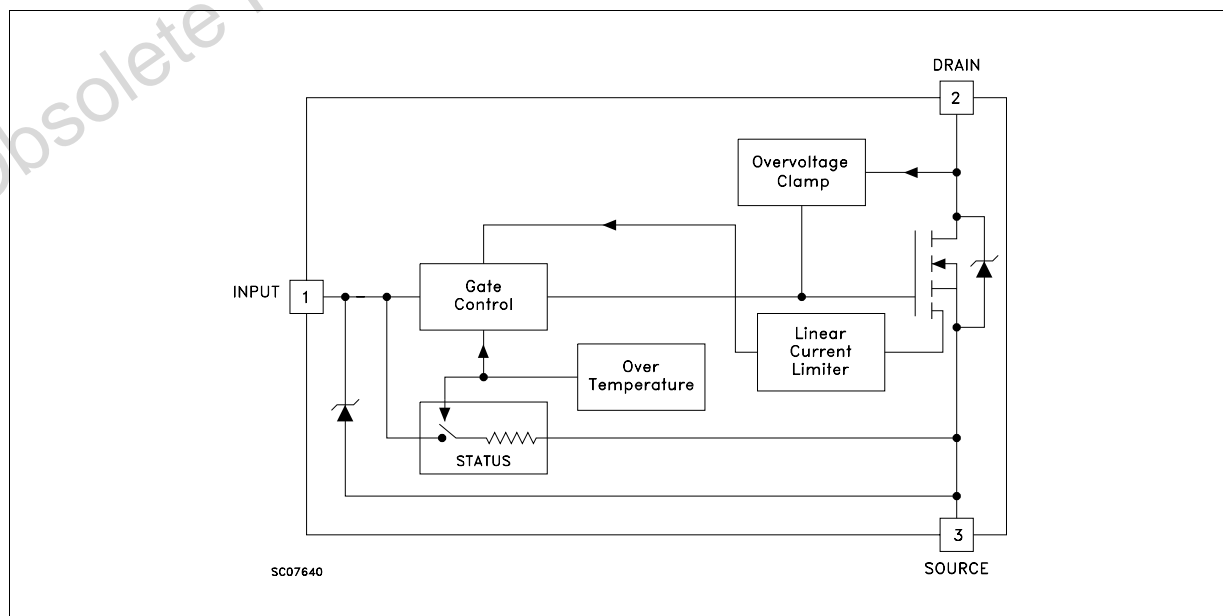 obsolete
DRAIN
2
Overvoltage
Clamp
INPUT
1
Gate
Control
Linear
Current
Limiter
Over
Temperature
STATUS
3
SOURCE
SC07640